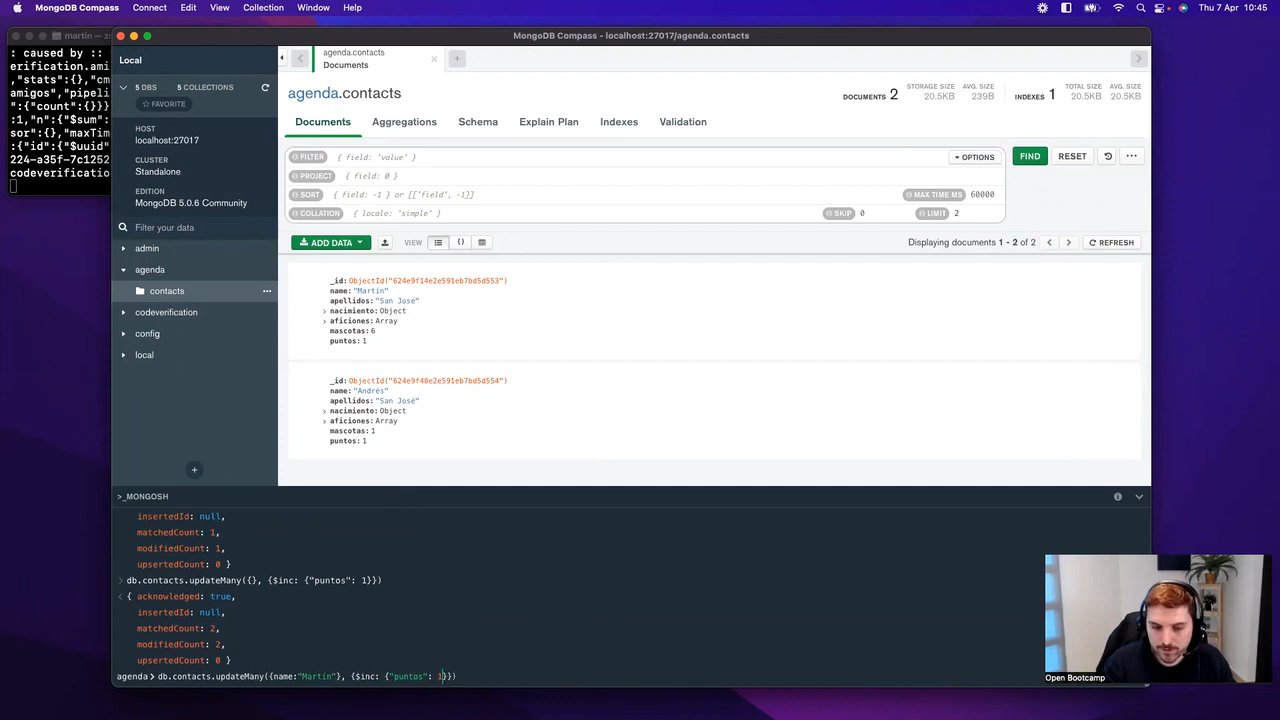 MongoDB Compass Connect Edit View Collection Document Window Help
Thu 7 Apr 10:45
martin —
: caused by ::
erification.ami
,"stats":{},"cm
amigos","pipeli
:{"count":{}}}
:1,"n":{"$sum":
sor":{},"maxTim
:{"id":{"$uuid"
224-a35f-7c1252
codeverificatio
MongoDB Compass - localhost:27017/agenda.contacts
Local
5 DBS 5 COLLECTIONS
FAVORITE
HOST
localhost:27017
CLUSTER
Standalone
EDITION
MongoDB 5.0.6 Community
Filter your data
admin
agenda
contacts
codeverification
config
local
agenda.contacts
Documents
agenda.contacts
DOCUMENTS 2
STORAGE SIZE
20.5KB
AVG. SIZE
239B
INDEXES 1
TOTAL SIZE
20.5KB
AVG. SIZE
20.5KB
Documents Aggregations Schema Explain Plan Indexes Validation
FILTER { field: 'value' }
OPTIONS FIND RESET
PROJECT { field: 0 }
SORT { field: -1 } or [['field', -1]]
MAX TIME MS 60000
COLLATION { locale: 'simple' }
SKIP 0 LIMIT 2
ADD DATA VIEW {}
Displaying documents 1 - 2 of 2 REFRESH
_id: ObjectId("624e9f14e2e591eb7bd5d553")
name: "Martín"
apellidos: "San José"
nacimiento: Object
aficiones: Array
mascotas: 6
puntos: 1
_id: ObjectId("624e9f48e2e591eb7bd5d554")
name: "Andrés"
apellidos: "San José"
nacimiento: Object
aficiones: Array
mascotas: 1
puntos: 1
>_MONGOSH
insertedId: null,
matchedCount: 1,
modifiedCount: 1,
upsertedCount: 0 }
> db.contacts.updateMany({}, {$inc: {"puntos": 1}})
< { acknowledged: true,
insertedId: null,
matchedCount: 2,
modifiedCount: 2,
upsertedCount: 0 }
agenda> db.contacts.updateMany({name:"Martín"}, {$inc: {"puntos": 1}})
Open Bootcamp